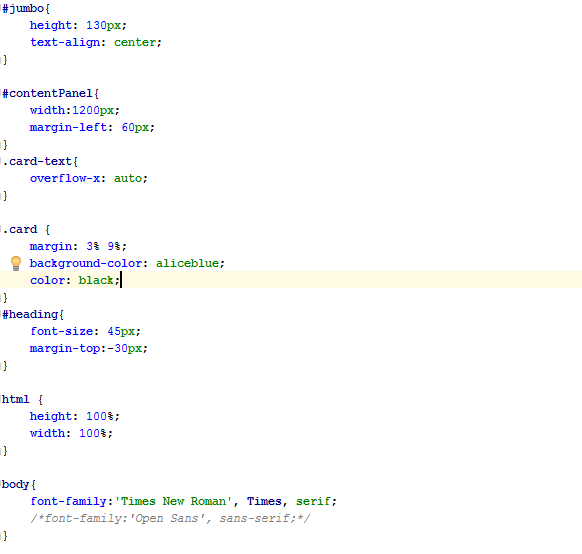 #jumbo{
    height: 130px;
    text-align: center;
}

#contentPanel{
    width:1200px;
    margin-left: 60px;
}
.card-text{
    overflow-x: auto;
}

.card {
    margin: 3% 9%;
    background-color: aliceblue;
    color: black;
}
#heading{
    font-size: 45px;
    margin-top:-30px;
}

html {
    height: 100%;
    width: 100%;
}

body{
    font-family:'Times New Roman', Times, serif;
    /*font-family:'Open Sans', sans-serif;*/
}